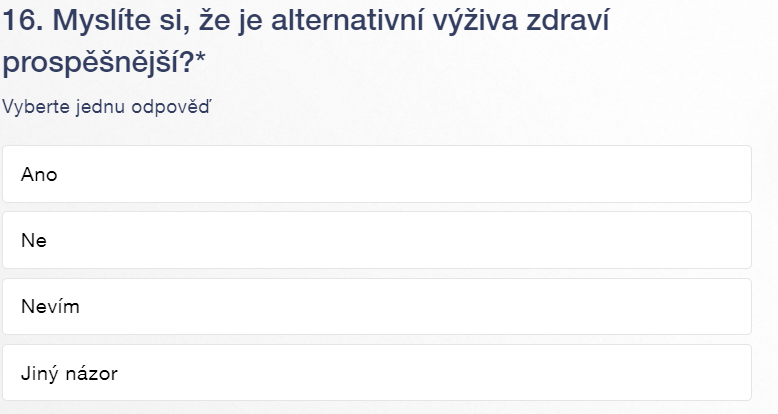 16. Myslíte si, že je alternativní výživa zdraví
prospěšnější?*
Vyberte jednu odpověď
Ano
Ne
Nevím
Jiný názor